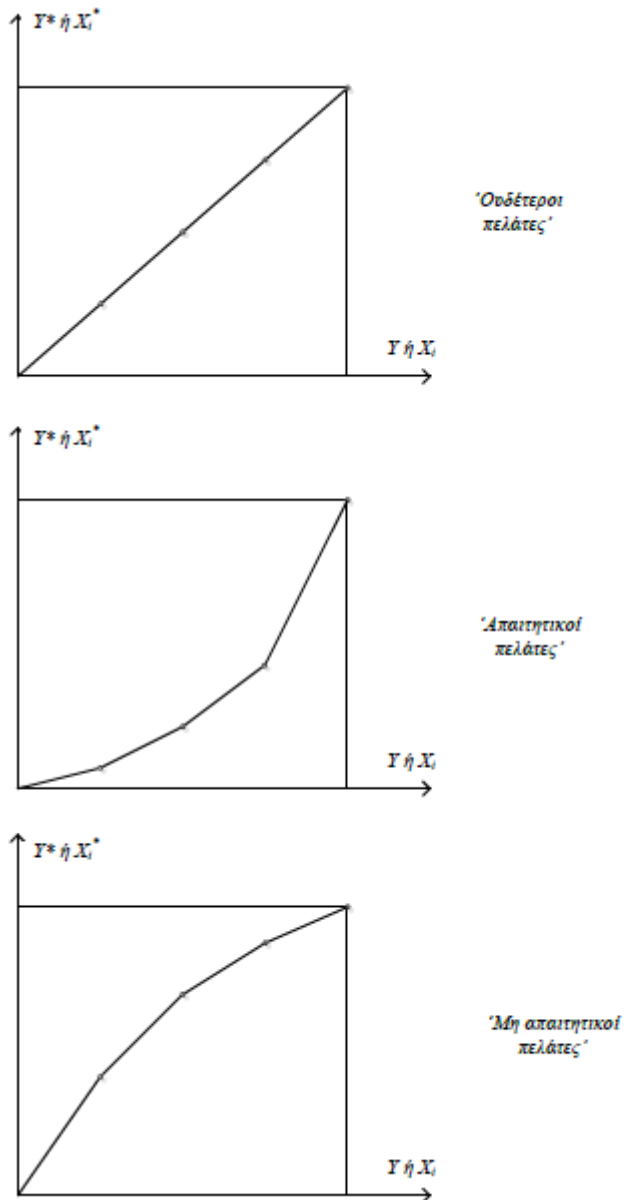 Y* ή Xᵢ*
´Ουδέτεροι
πελάτες´
Y ή Xᵢ
Y* ή Xᵢ*
´Απαιτητικοί
πελάτες´
Y ή Xᵢ
Y* ή Xᵢ*
´Μη απαιτητικοί
πελάτες´
Y ή Xᵢ